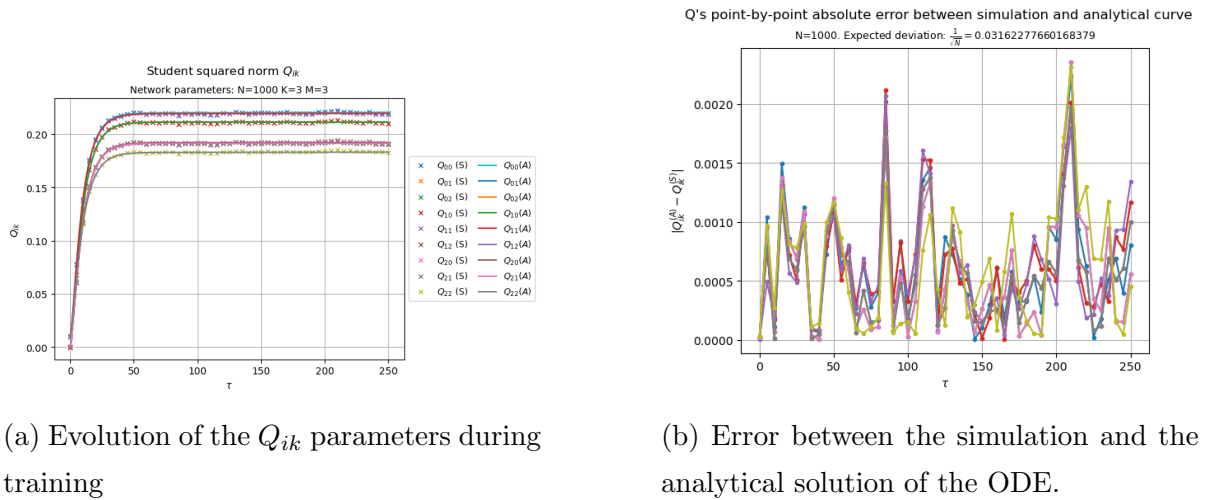 Student squared norm Q_{ik}
Network parameters: N=1000 K=3 M=3
Q_{ik}
0.20
0.15
0.10
0.05
0.00
0 50 100 150 200 250
τ
Q_{00} (S) Q_{00}(A)
Q_{01} (S) Q_{01}(A)
Q_{02} (S) Q_{02}(A)
Q_{10} (S) Q_{10}(A)
Q_{11} (S) Q_{11}(A)
Q_{12} (S) Q_{12}(A)
Q_{20} (S) Q_{20}(A)
Q_{21} (S) Q_{21}(A)
Q_{22} (S) Q_{22}(A)
(a) Evolution of the Q_{ik} parameters during
training
Q's point-by-point absolute error between simulation and analytical curve
N=1000. Expected deviation: \frac{1}{\sqrt{N}} = 0.03162277660168379
|Q_{ik}^{(A)} − Q_{ik}^{(S)}|
0.0020
0.0015
0.0010
0.0005
0.0000
0 50 100 150 200 250
τ
(b) Error between the simulation and the
analytical solution of the ODE.